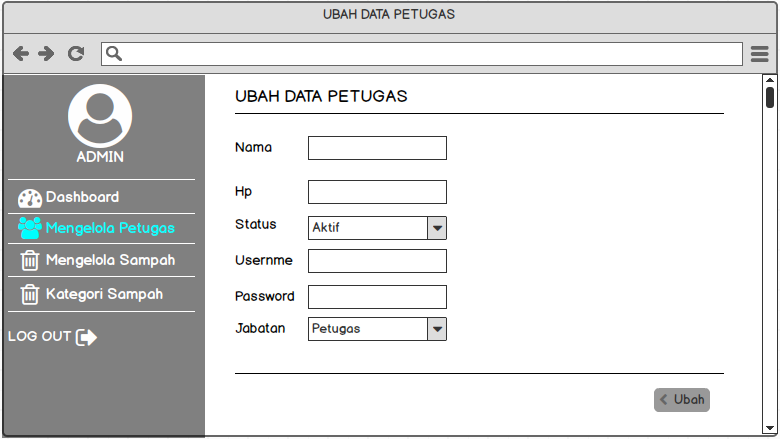 UBAH DATA PETUGAS
ADMIN
Dashboard
Mengelola Petugas
Mengelola Sampah
Kategori Sampah
LOG OUT
UBAH DATA PETUGAS
Nama
Hp
Status Aktif
Usernme
Password
Jabatan Petugas
Ubah